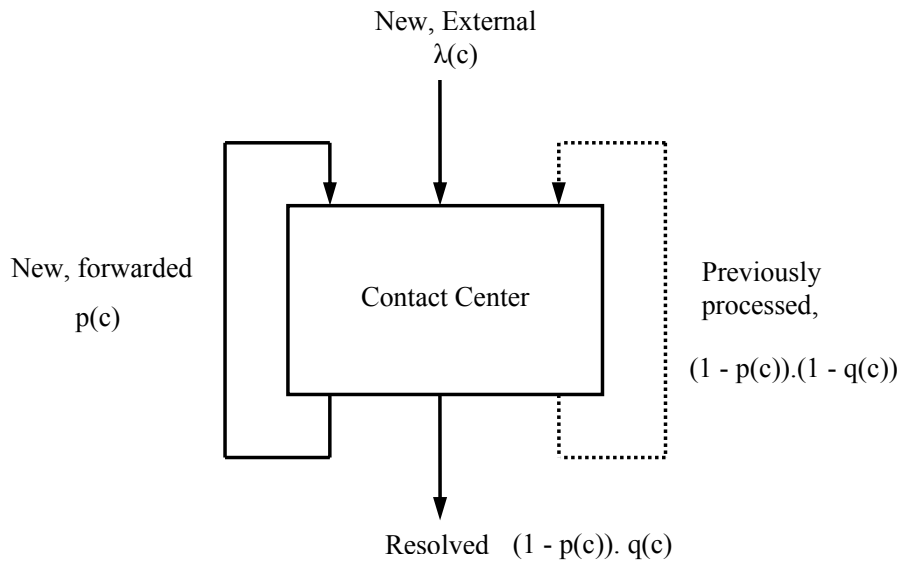 New, External
λ(c)
New, forwarded
p(c)
Contact Center
Previously
processed,
(1 - p(c)).(1 - q(c))
Resolved (1 - p(c)). q(c)